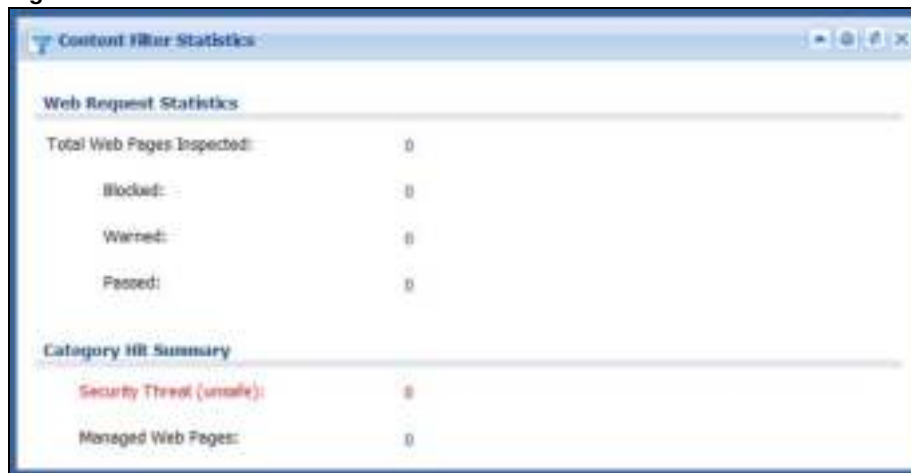 Content Filter Statistics
Web Request Statistics
Total Web Pages Inspected: 0
Blocked: 0
Warned: 0
Passed: 0
Category Hit Summary
Security Threat (unsafe): 0
Managed Web Pages: 0